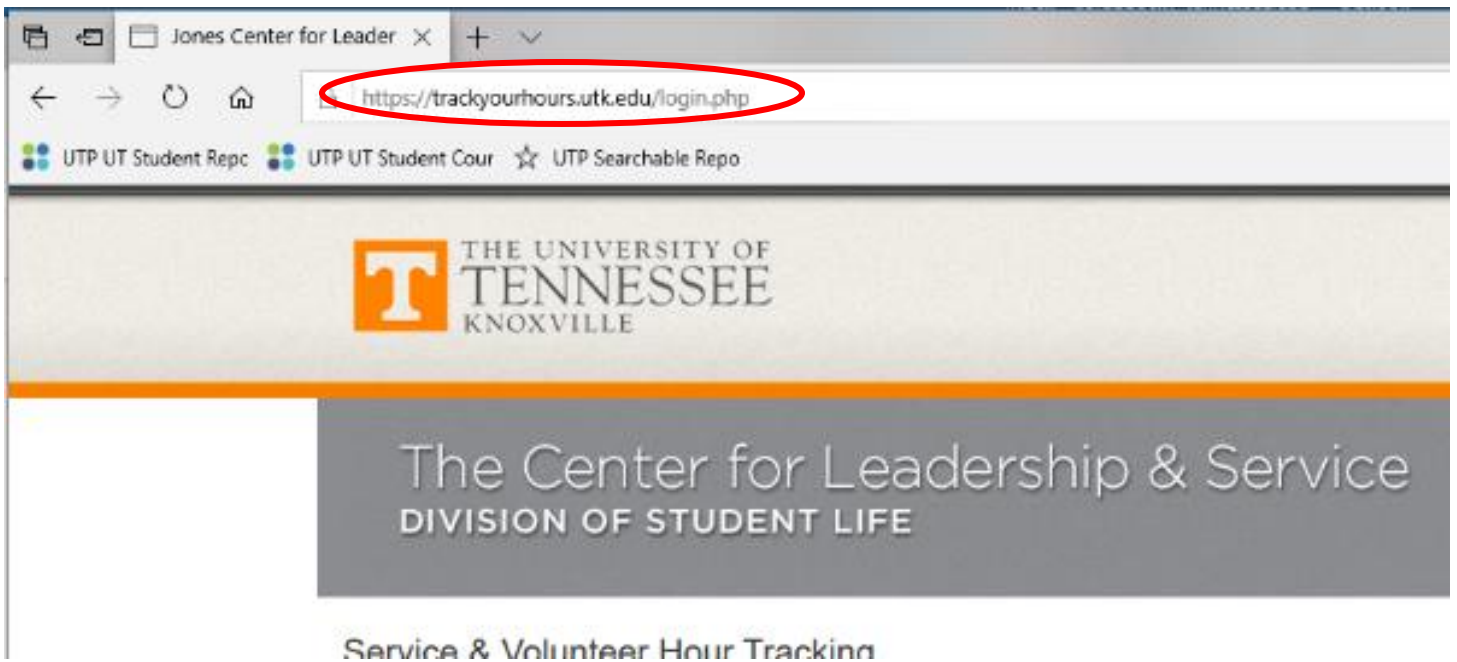 Jones Center for Leader
https://trackyourhours.utk.edu/login.php
UTP UT Student Repc UTP UT Student Cour UTP Searchable Repo
T THE UNIVERSITY OF
TENNESSEE
KNOXVILLE
The Center for Leadership & Service
DIVISION OF STUDENT LIFE
Service & Volunteer Hour Tracking